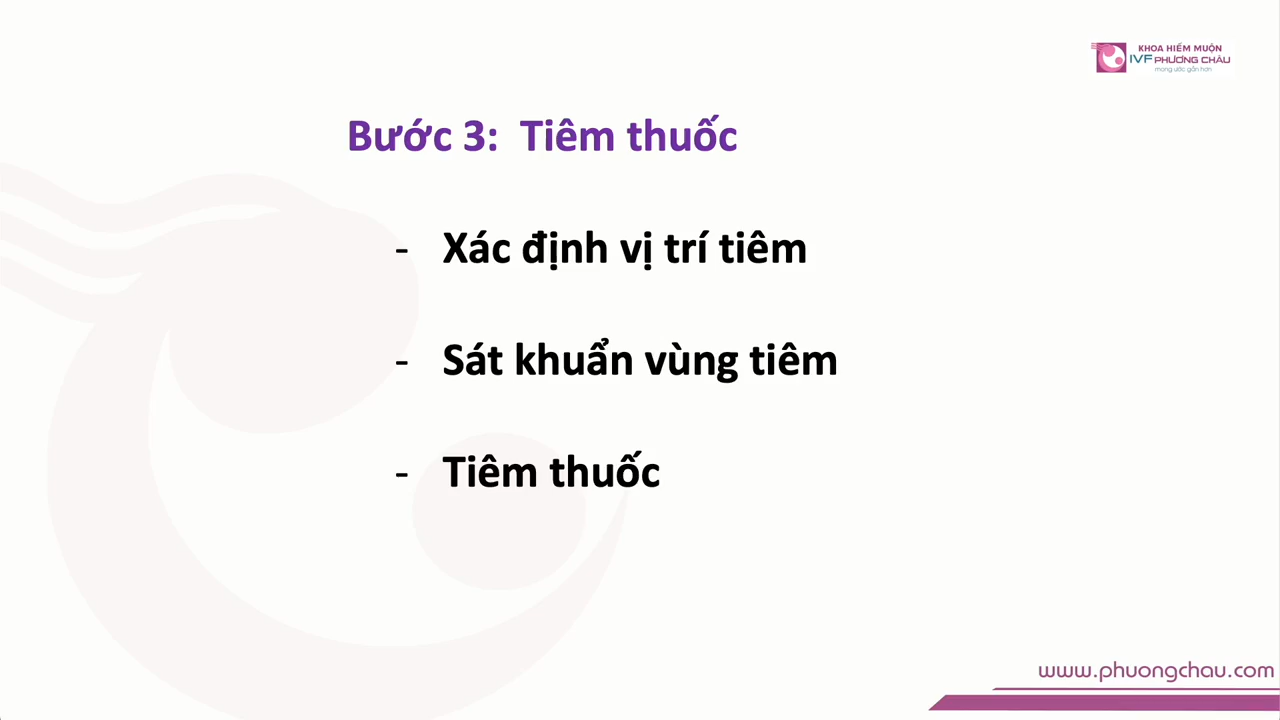 KHOA HIẾM MUỘN
IVF PHƯƠNG CHÂU
mong ước gần hơn
Bước 3: Tiêm thuốc
- Xác định vị trí tiêm
- Sát khuẩn vùng tiêm
- Tiêm thuốc
www.phuongchau.com